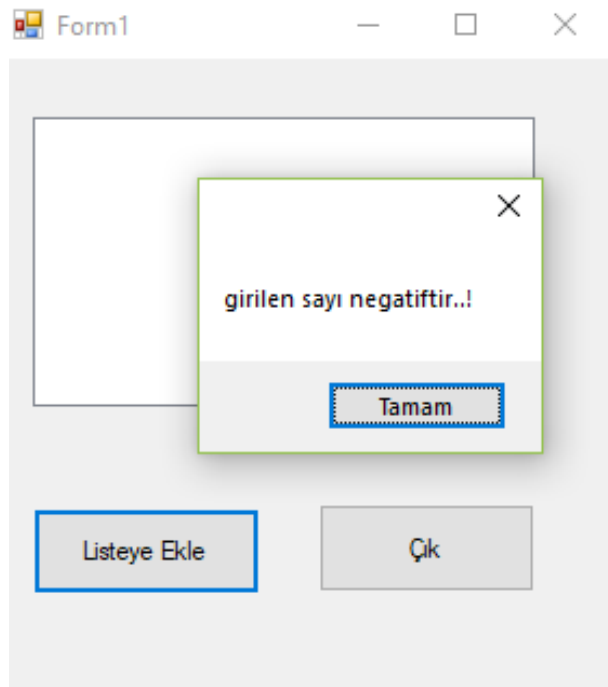 Form1
girilen sayı negatiftir..!
Tamam
Listeye Ekle
Çık